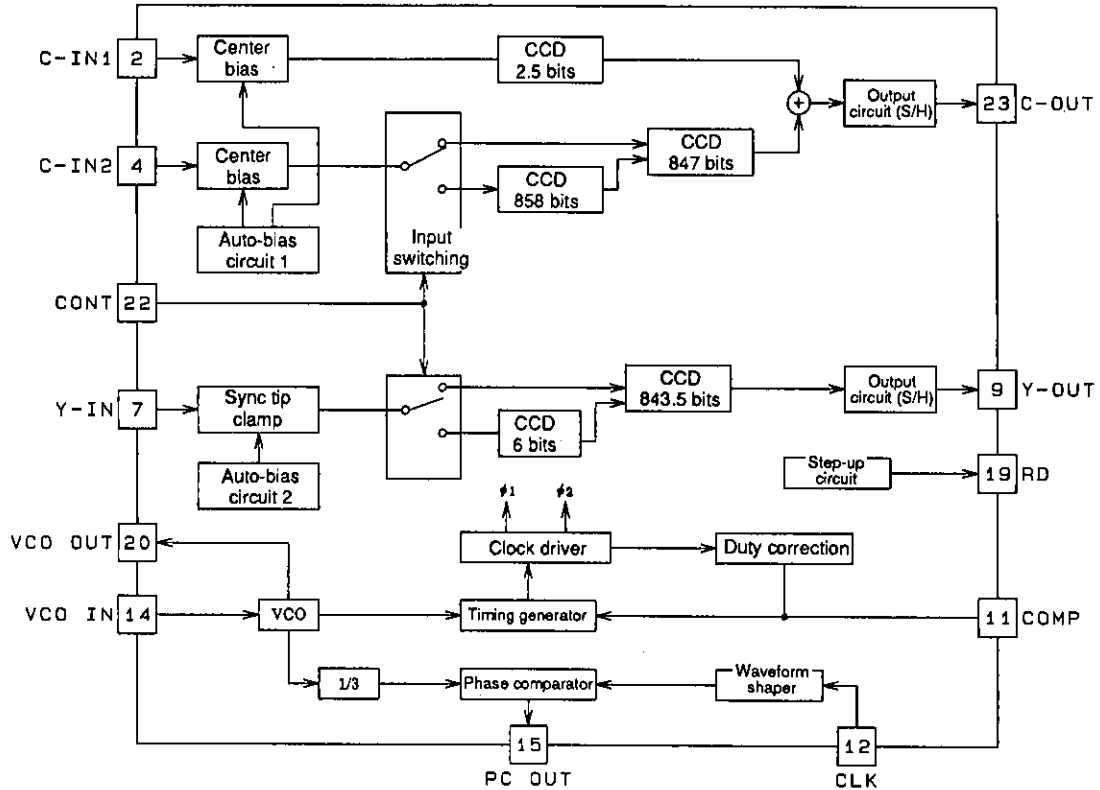 C-IN1
2
Center
bias
CCD
2.5 bits
+
Output
circuit (S/H)
23
C-OUT
C-IN2
4
Center
bias
CCD
847 bits
CCD
858 bits
Auto-bias
circuit 1
Input
switching
CONT
22
Y-IN
7
Sync tip
clamp
CCD
843.5 bits
Output
circuit (S/H)
9
Y-OUT
CCD
6 bits
Auto-bias
circuit 2
Step-up
circuit
19
RD
ϕ1
ϕ2
VCO OUT
20
Clock driver
Duty correction
VCO IN
14
VCO
Timing generator
11
COMP
1/3
Phase comparator
Waveform
shaper
15
12
PC OUT
CLK